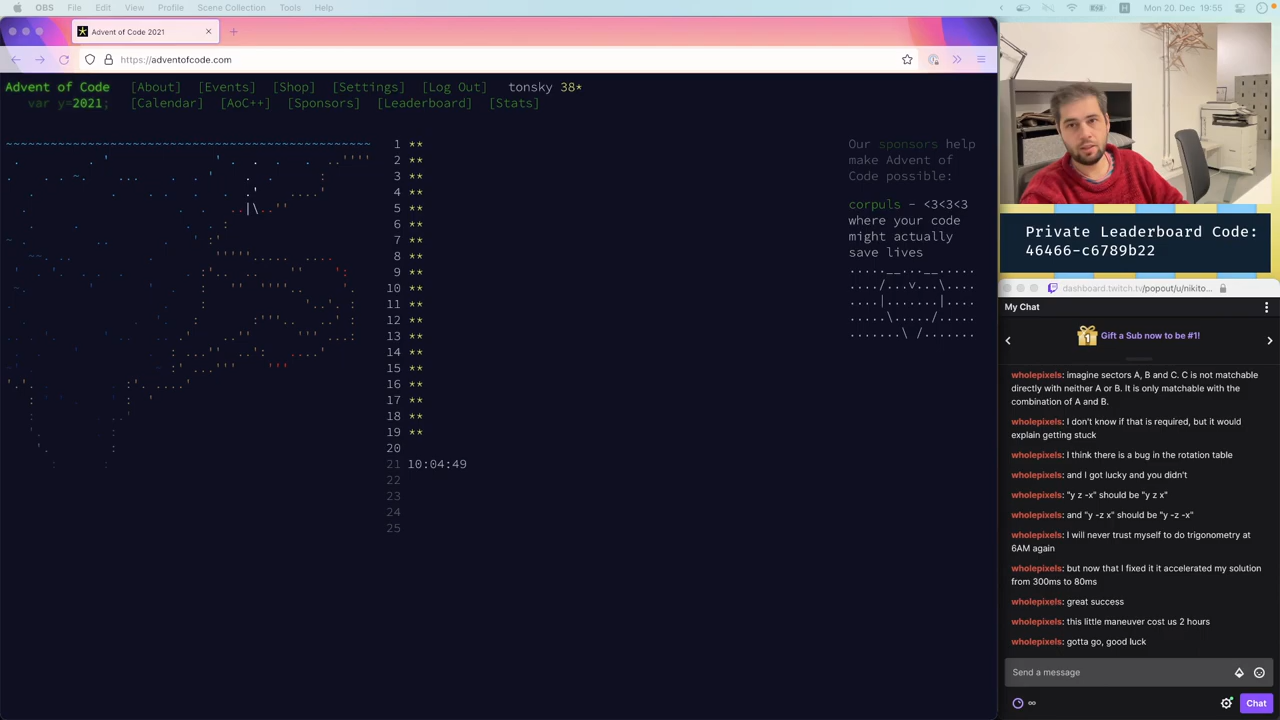 OBS File Edit View Profile Scene Collection Tools Help
Mon 20. Dec 19:55
Advent of Code 2021
https://adventofcode.com
Advent of Code [About] [Events] [Shop] [Settings] [Log Out] tonsky 38*
var y=2021; [Calendar] [AoC++] [Sponsors] [Leaderboard] [Stats]
1 **
2 **
3 **
4 **
5 **
6 **
7 **
8 **
9 **
10 **
11 **
12 **
13 **
14 **
15 **
16 **
17 **
18 **
19 **
20
21 10:04:49
22
23
24
25
Our sponsors help
make Advent of
Code possible:
corpuls - <3<3<3
where your code
might actually
save lives
Private Leaderboard Code:
46466-c6789b22
dashboard.twitch.tv/popout/u/nikito...
My Chat
1 Gift a Sub now to be #1!
wholepixels: imagine sectors A, B and C. C is not matchable
directly with neither A or B. It is only matchable with the
combination of A and B.
wholepixels: I don't know if that is required, but it would
explain getting stuck
wholepixels: I think there is a bug in the rotation table
wholepixels: and I got lucky and you didn't
wholepixels: "y z -x" should be "y z x"
wholepixels: and "y -z x" should be "y -z -x"
wholepixels: I will never trust myself to do trigonometry at
6AM again
wholepixels: but now that I fixed it it accelerated my solution
from 300ms to 80ms
wholepixels: great success
wholepixels: this little maneuver cost us 2 hours
wholepixels: gotta go, good luck
Send a message
∞
Chat